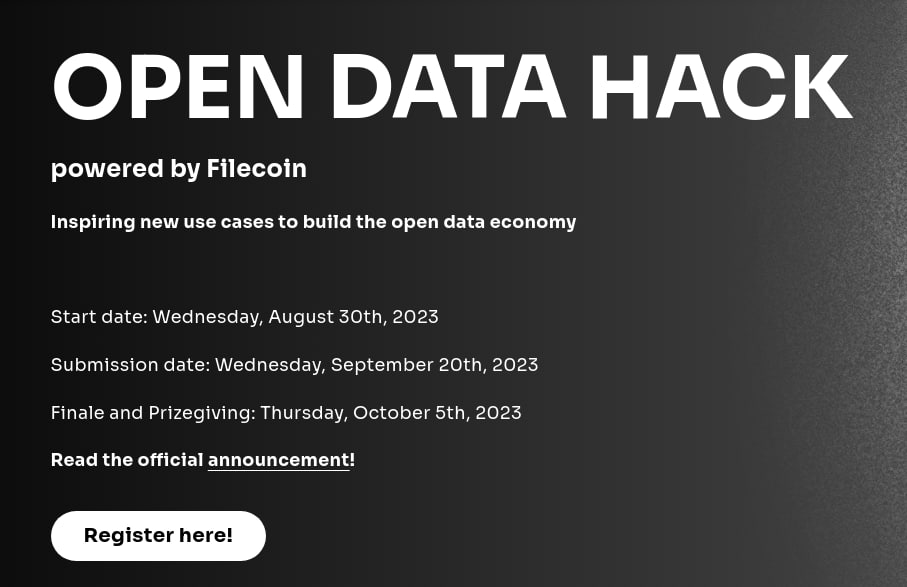 OPEN DATA HACK
powered by Filecoin
Inspiring new use cases to build the open data economy
Start date: Wednesday, August 30th, 2023
Submission date: Wednesday, September 20th, 2023
Finale and Prizegiving: Thursday, October 5th, 2023
Read the official announcement!
Register here!